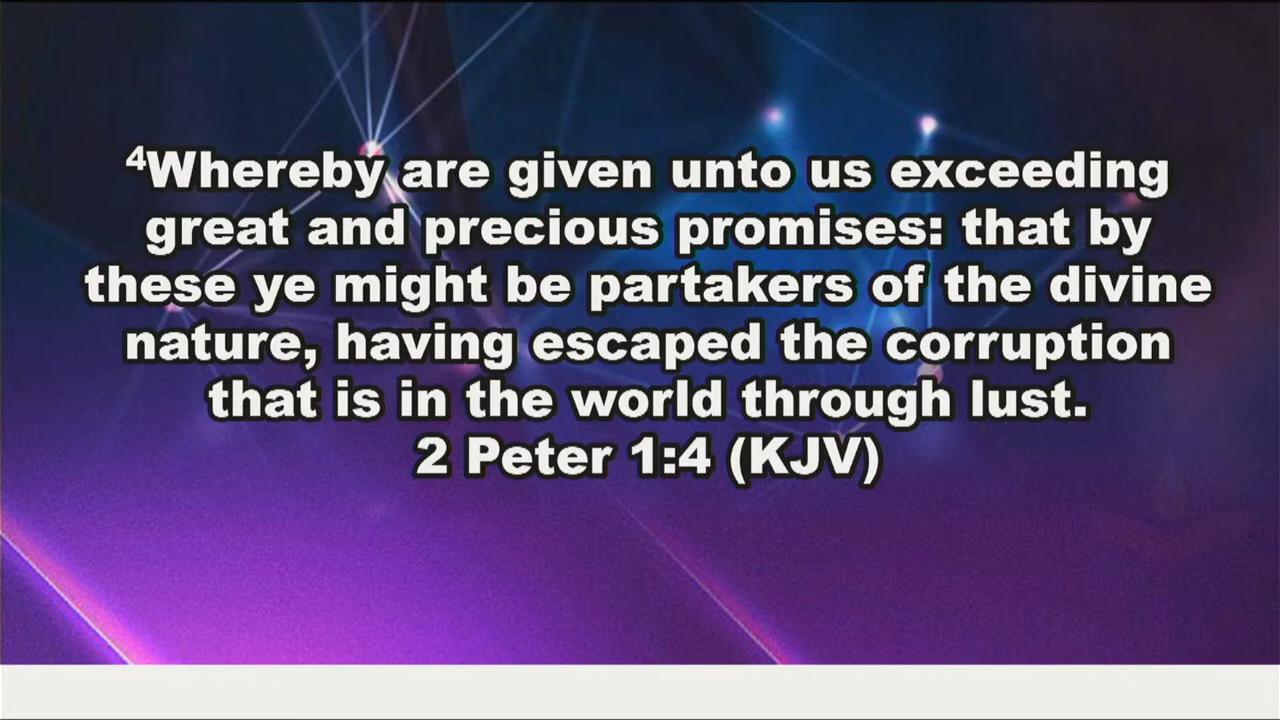 ⁴Whereby are given unto us exceeding
great and precious promises: that by
these ye might be partakers of the divine
nature, having escaped the corruption
that is in the world through lust.
2 Peter 1:4 (KJV)